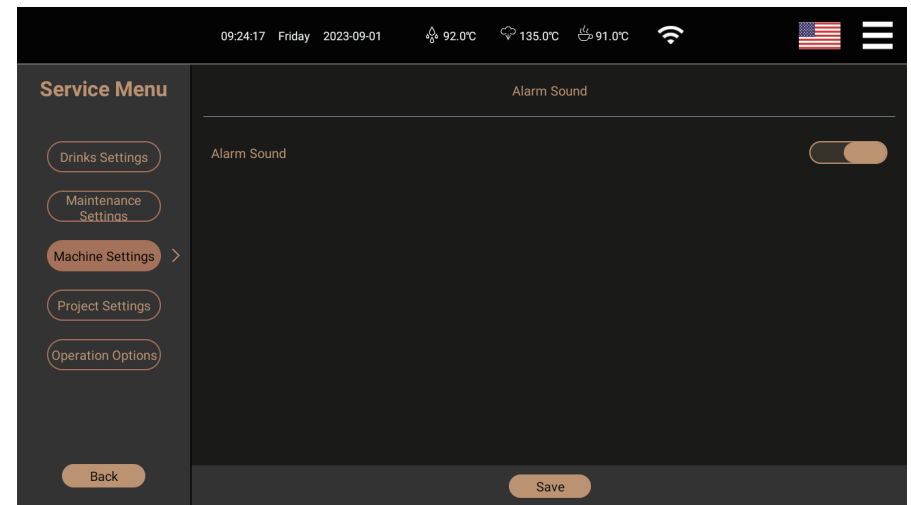 09:24:17 Friday 2023-09-01 92.0℃ 135.0℃ 91.0℃
Service Menu
Alarm Sound
Drinks Settings
Alarm Sound
Maintenance
Settings
Machine Settings >
Project Settings
Operation Options
Back
Save